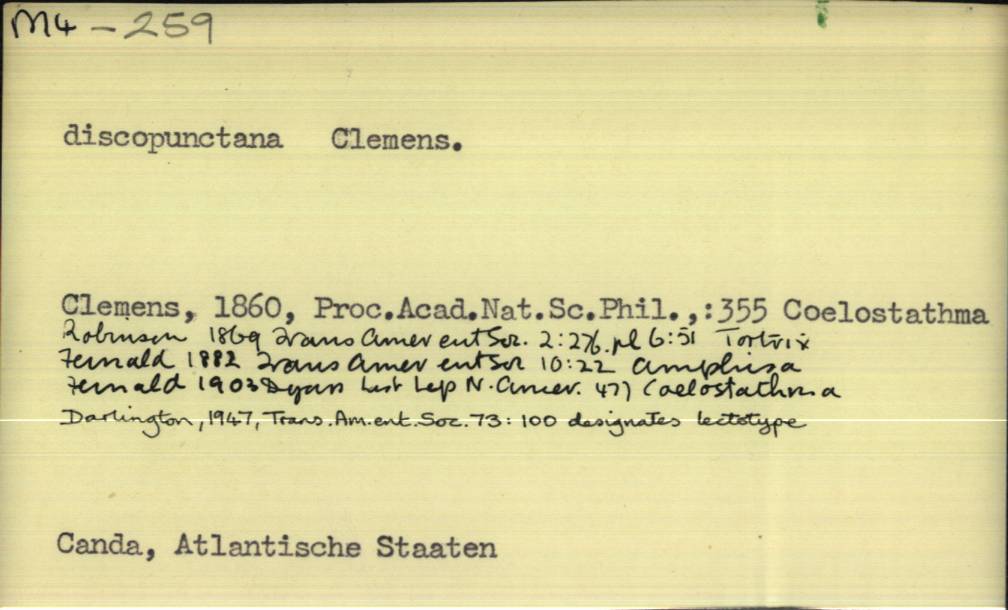 M4 - 259
discopunctana Clemens.
Clemens, 1860, Proc.Acad.Nat.Sc.Phil.,:355 Coelostathma
Robinson 1869 Trans Amer ent Soc. 2:276. pl 6:51 Tortrix
Fernald 1882 Trans Amer ent Soc 10:22 Amphisa
Fernald 1903 Dyars List Lep N. Amer. 477 Coelostathma
Darlington, 1947, Trans. Am. ent. Soc. 73: 100 designates lectotype
Canda, Atlantische Staaten